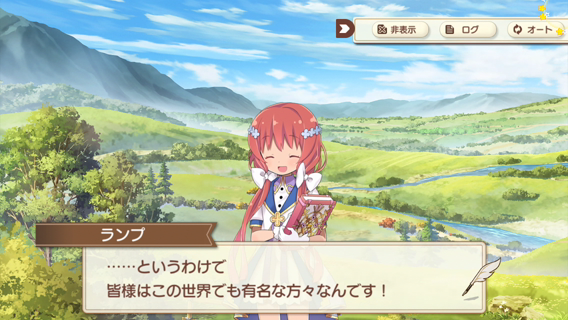 非表示
ログ
オート
ランプ
……というわけで
皆様はこの世界でも有名な方々なんです！